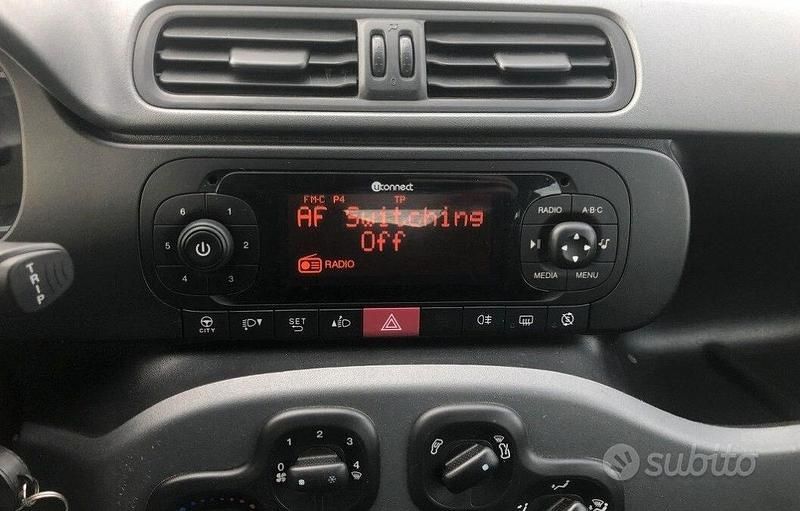 uconnect
FM-C P4 TP
AF Switching
Off
RADIO
6 1
5 2
4 3
RADIO A·B·C
MEDIA MENU
TRIP
CITY
SET
0 1 2 3 4
subito